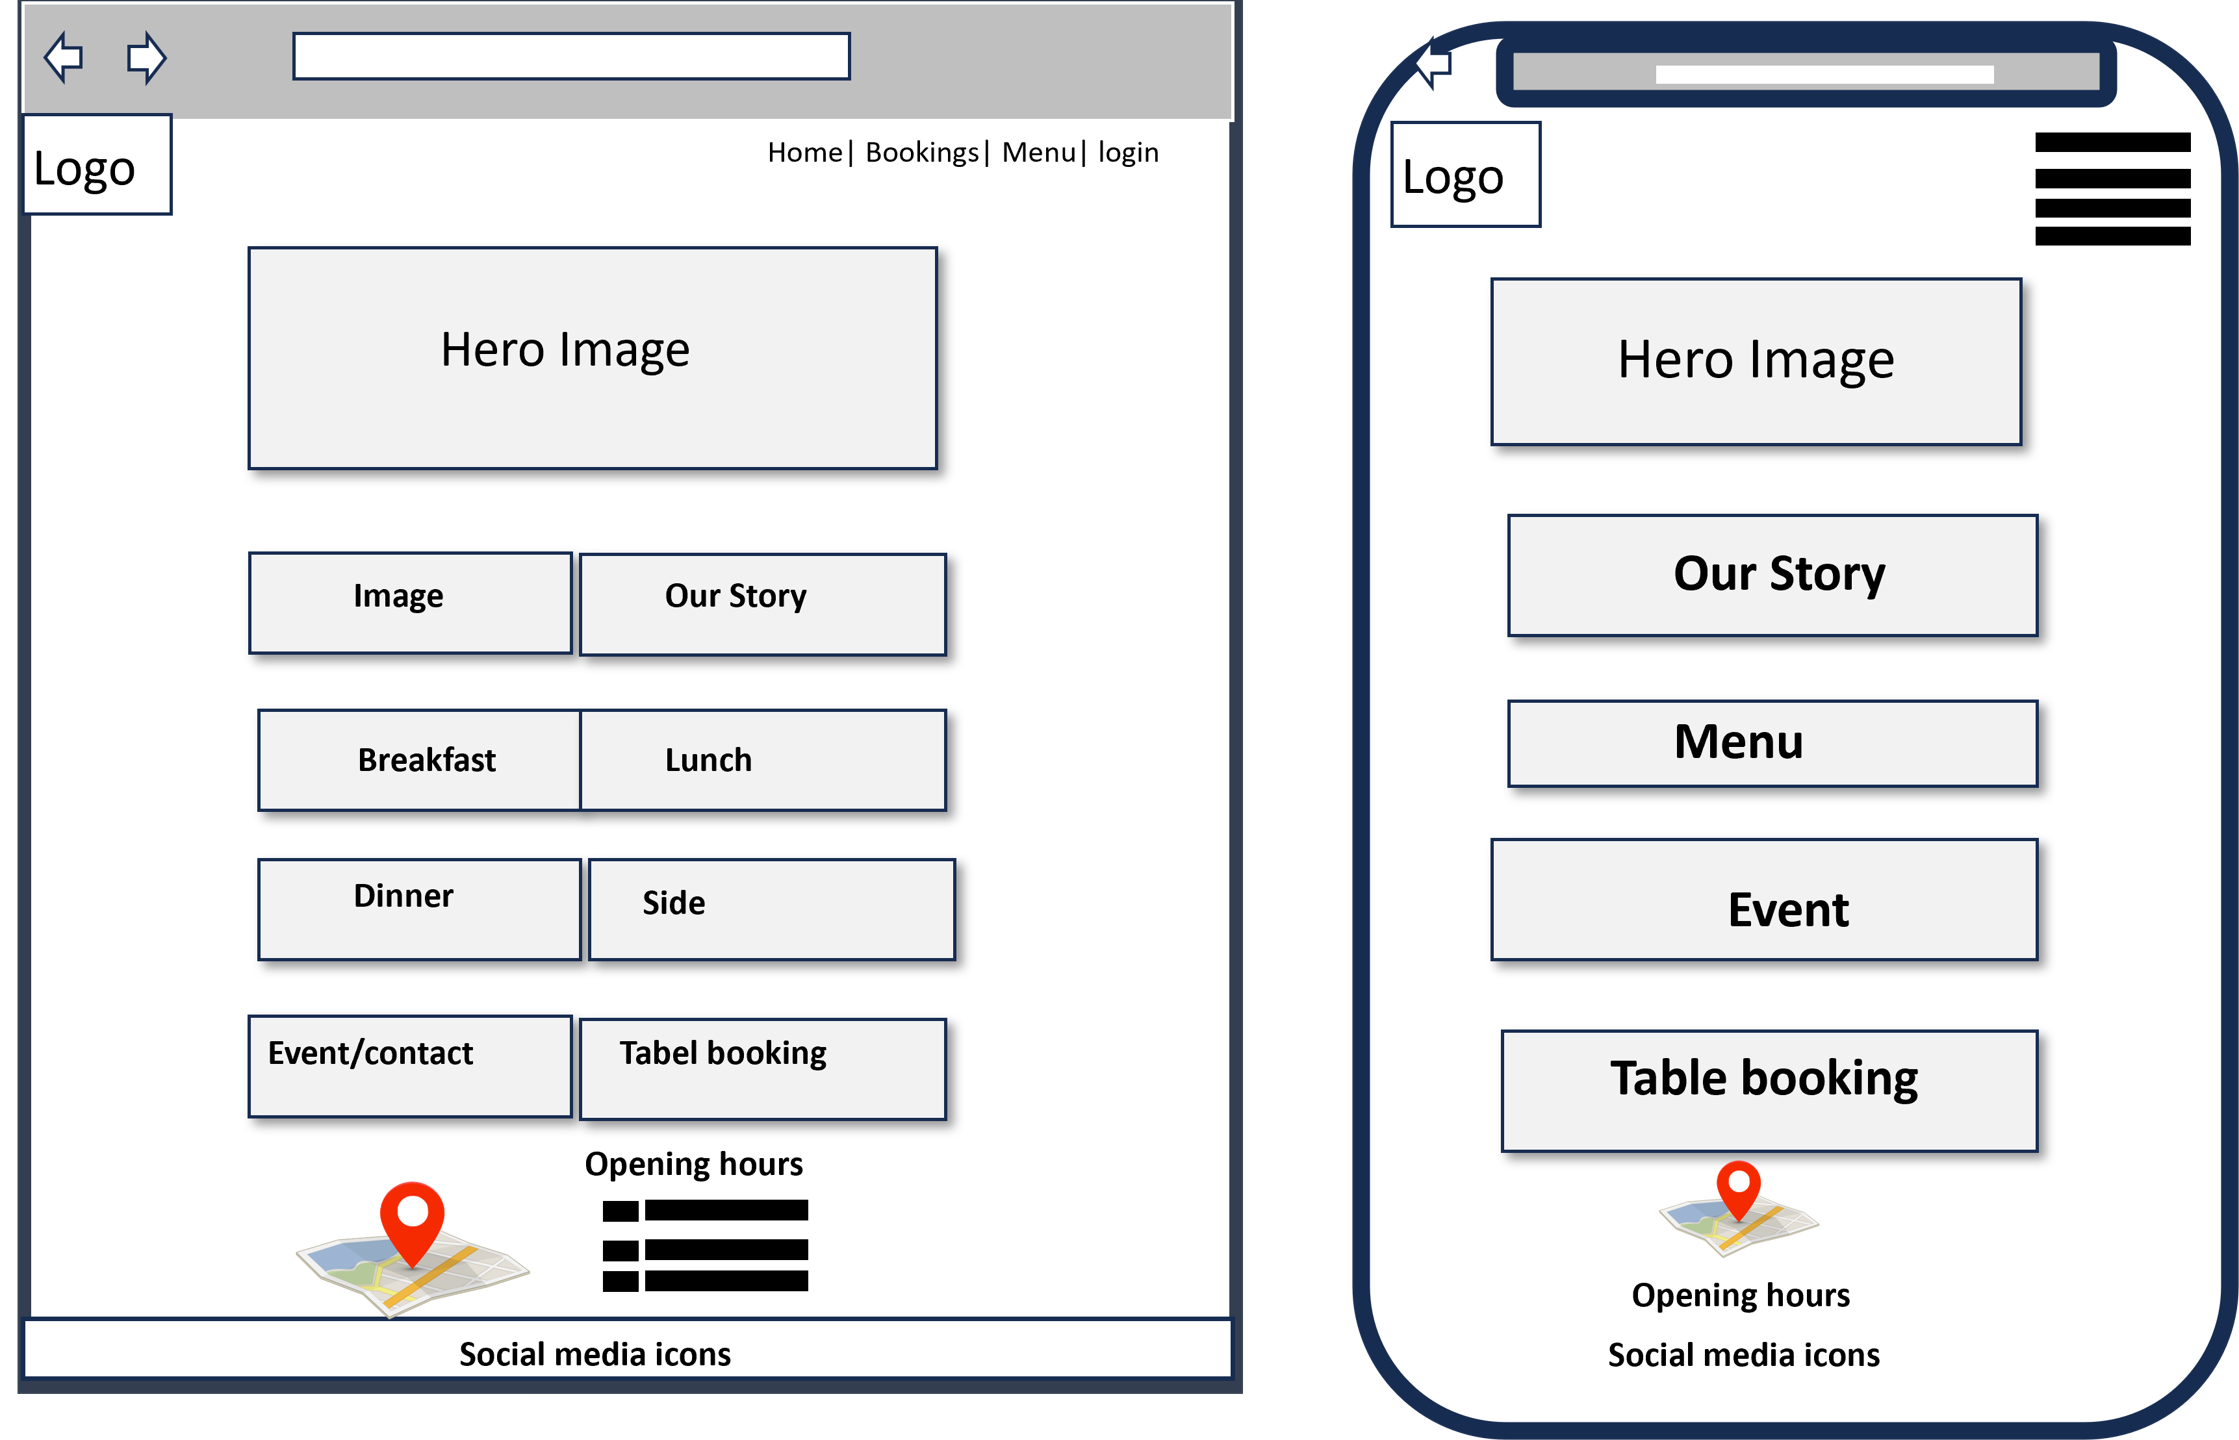 Logo
Home| Bookings| Menu| login
Hero Image
Image
Our Story
Breakfast
Lunch
Dinner
Side
Event/contact
Tabel booking
Opening hours
Social media icons
Logo
Hero Image
Our Story
Menu
Event
Table booking
Opening hours
Social media icons